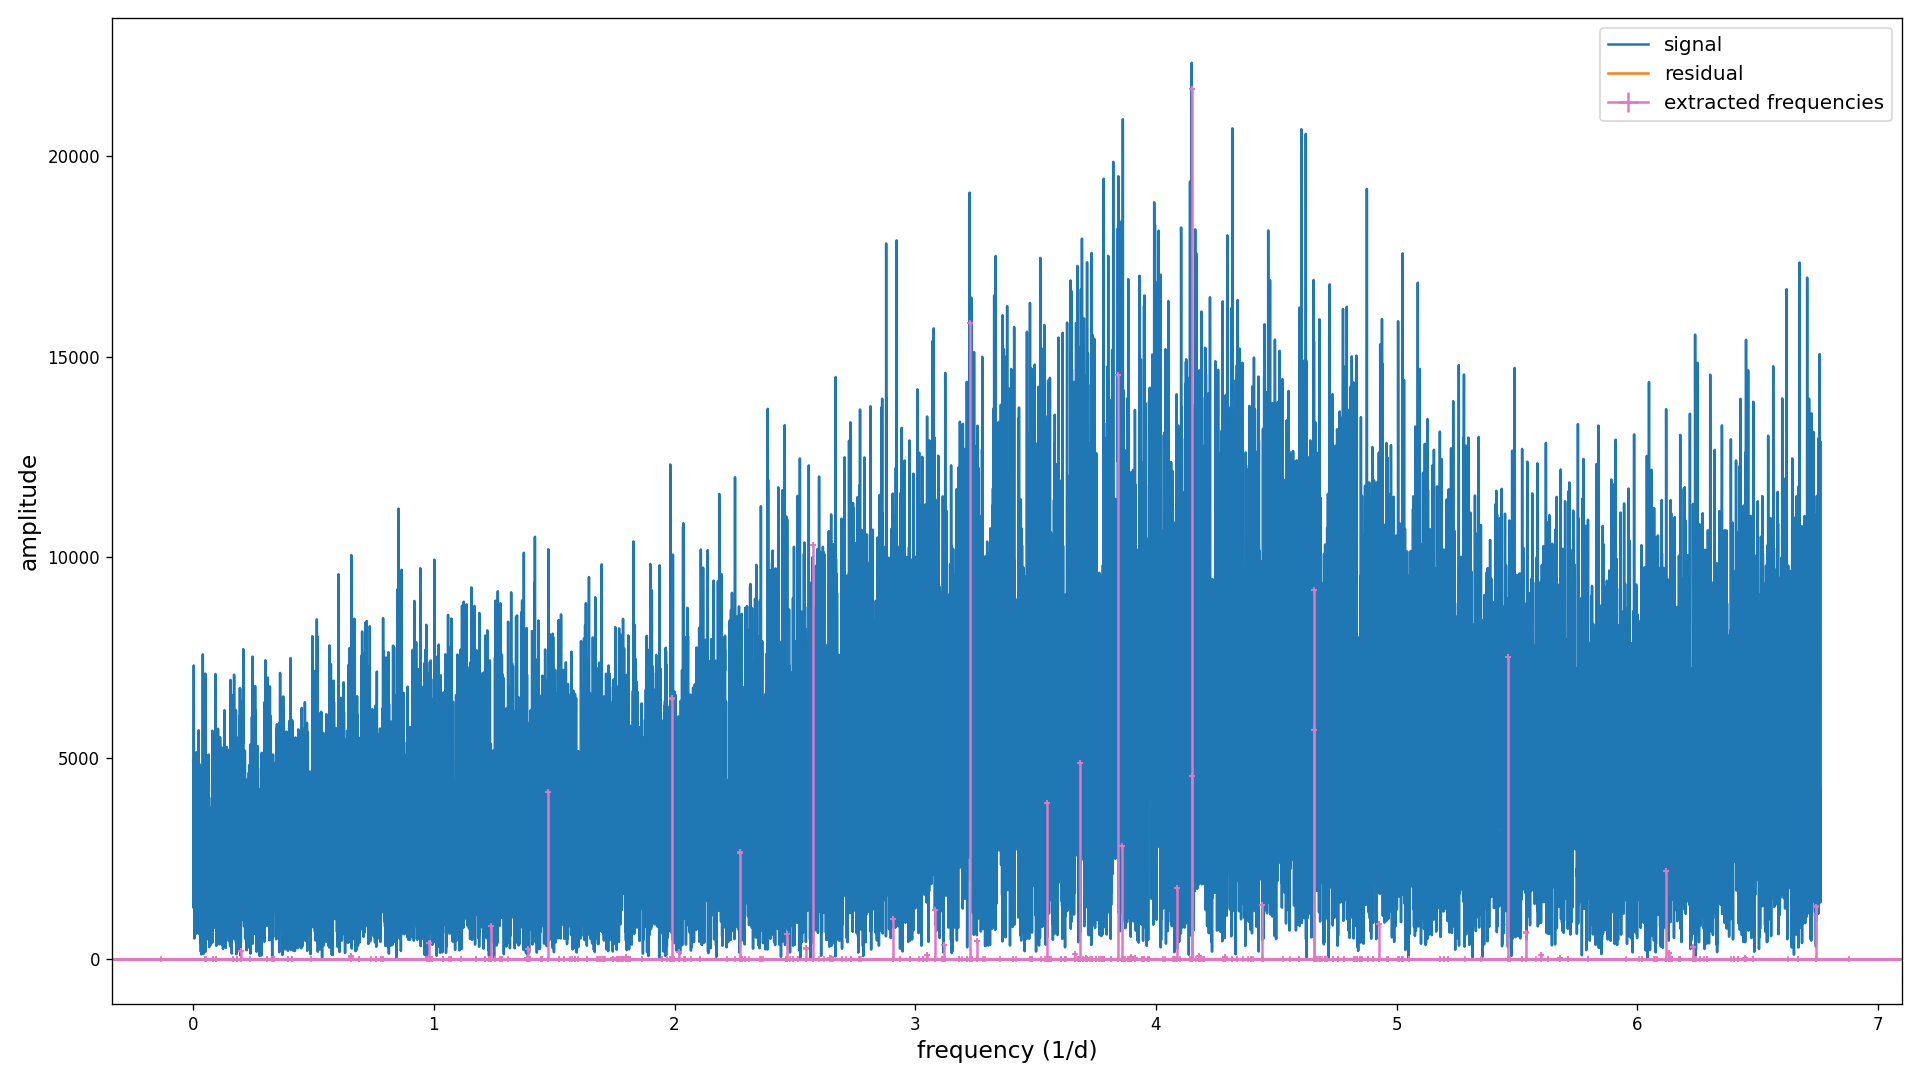 signal
residual
extracted frequencies
amplitude
20000
15000
10000
5000
0
0 1 2 3 4 5 6 7
frequency (1/d)